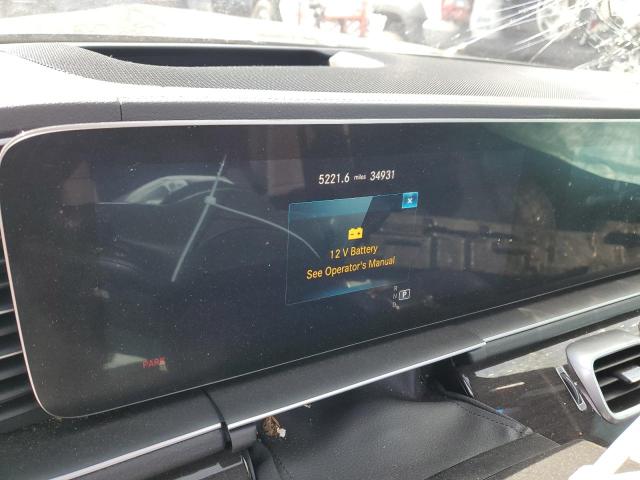 5221.6 miles 34931
x
12 V Battery
See Operator's Manual
R
N
P
PARK